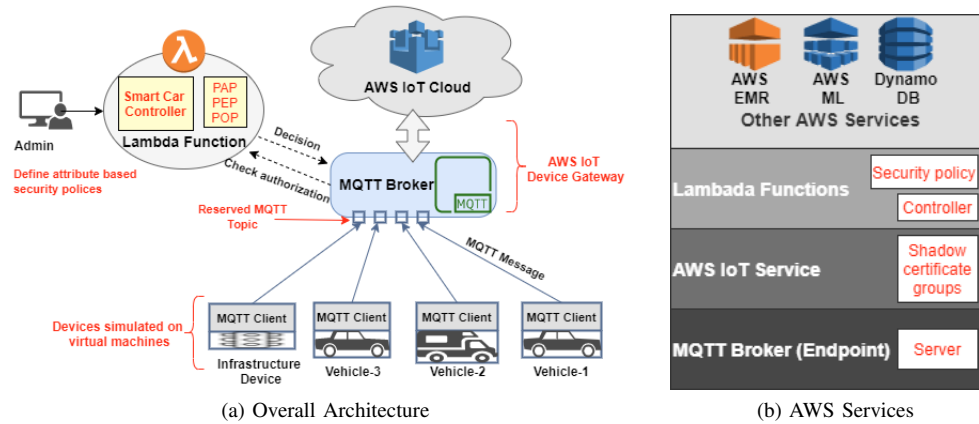 AWS IoT Cloud
Smart Car
Controller
PAP
PEP
POP
Lambda Function
Admin
Define attribute based
security polices
Decision
Check authorization
MQTT Broker
MQTT
AWS IoT
Device Gateway
Reserved MQTT
Topic
MQTT Message
Devices simulated on
virtual machines
MQTT Client
Infrastructure
Device
MQTT Client
Vehicle-3
MQTT Client
Vehicle-2
MQTT Client
Vehicle-1
(a) Overall Architecture
AWS
EMR
AWS
ML
Dynamo
DB
Other AWS Services
Lambada Functions
Security policy
Controller
AWS IoT Service
Shadow
certificate
groups
MQTT Broker (Endpoint)
Server
(b) AWS Services